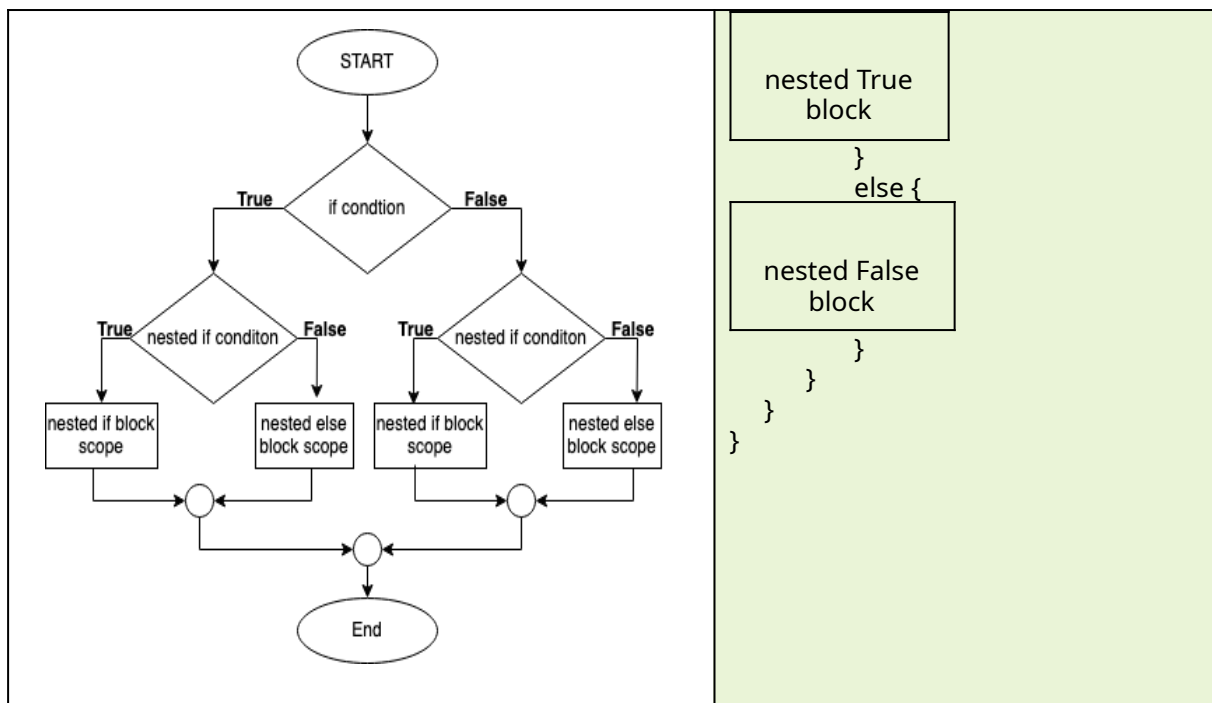 START
if condtion
True
False
nested if conditon
True
False
nested if conditon
True
False
nested if block
scope
nested else
block scope
nested if block
scope
nested else
block scope
End
nested True
block
}
else {
nested False
block
}
}
}
}